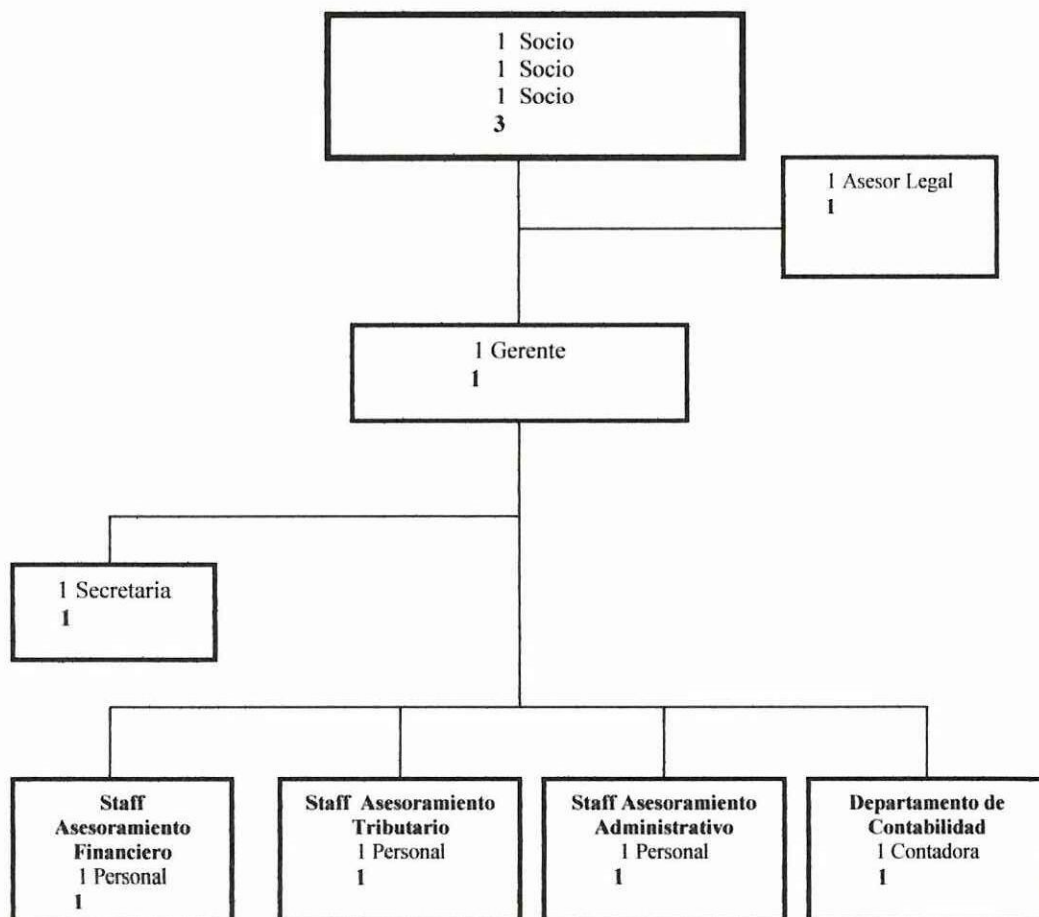 1 Socio
1 Socio
1 Socio
3
1 Asesor Legal
1
1 Gerente
1
1 Secretaria
1
Staff
Asesoramiento
Financiero
1 Personal
1
Staff Asesoramiento
Tributario
1 Personal
1
Staff Asesoramiento
Administrativo
1 Personal
1
Departamento de
Contabilidad
1 Contadora
1